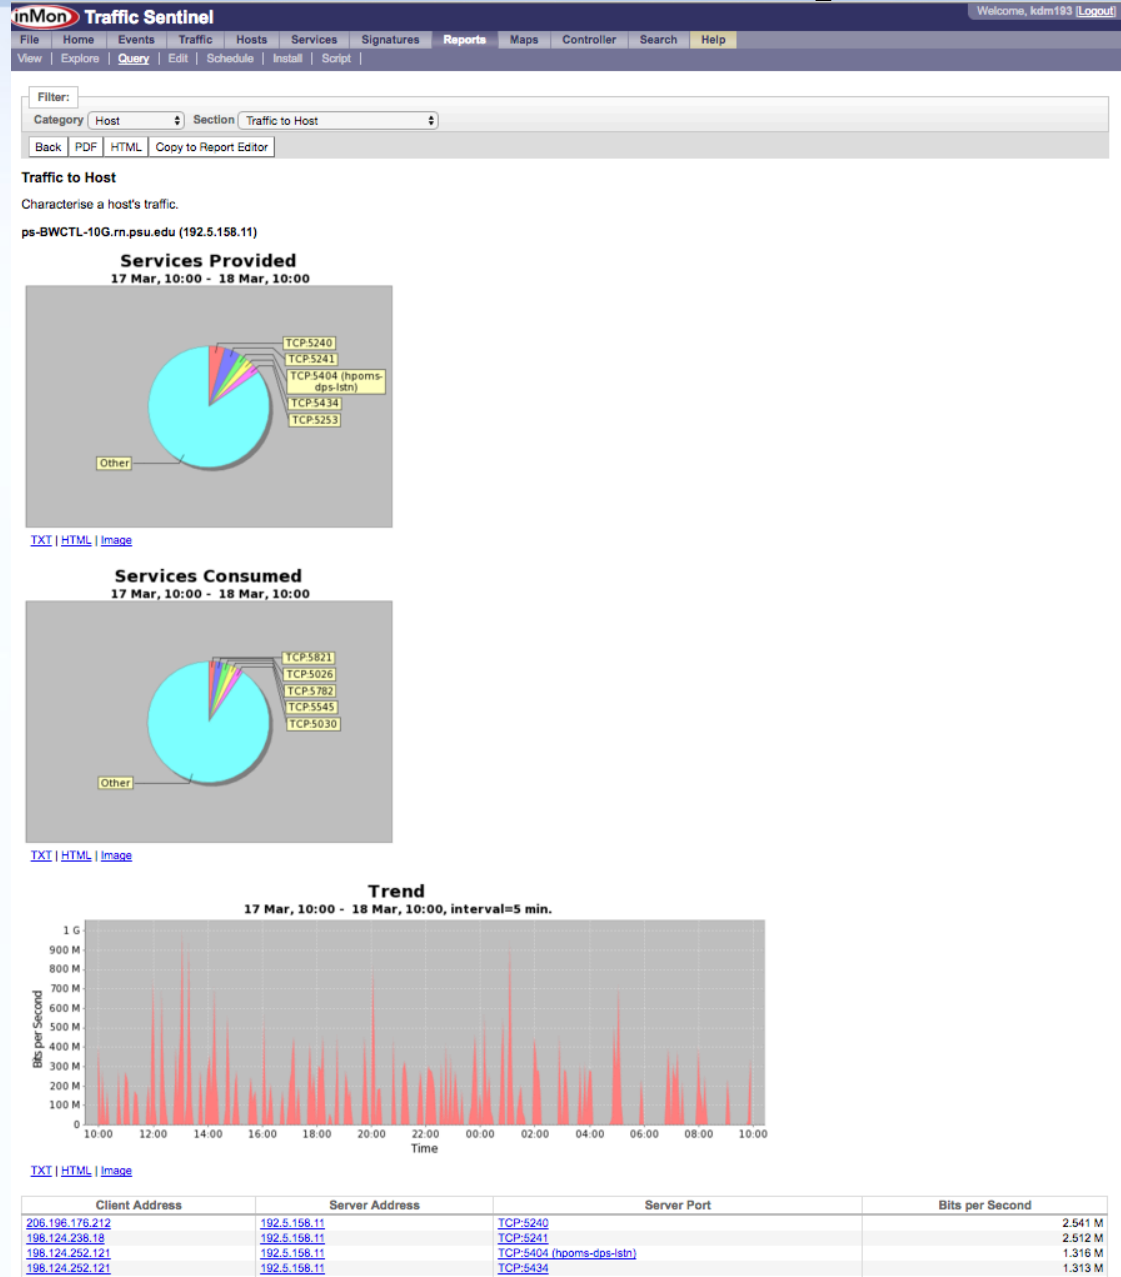 inMon Traffic Sentinel
Welcome, kdm193 [Logout]
File Home Events Traffic Hosts Services Signatures Reports Maps Controller Search Help
View | Explore | Query | Edit | Schedule | Install | Script |
Filter:
Category Host Section Traffic to Host
Back PDF HTML Copy to Report Editor
Traffic to Host
Characterise a host's traffic.
ps-BWCTL-10G.rn.psu.edu (192.5.158.11)
Services Provided
17 Mar, 10:00 - 18 Mar, 10:00
TCP:5240
TCP:5241
TCP:5404 (hpoms-
dps-lstn)
TCP:5434
TCP:5253
Other
TXT | HTML | Image
Services Consumed
17 Mar, 10:00 - 18 Mar, 10:00
TCP:5821
TCP:5026
TCP:5782
TCP:5545
TCP:5030
Other
TXT | HTML | Image
Trend
17 Mar, 10:00 - 18 Mar, 10:00, interval=5 min.
Bits per Second
1 G
900 M
800 M
700 M
600 M
500 M
400 M
300 M
200 M
100 M
0
10:00 12:00 14:00 16:00 18:00 20:00 22:00 00:00 02:00 04:00 06:00 08:00 10:00
Time
TXT | HTML | Image
Client Address Server Address Server Port Bits per Second
206.196.176.212 192.5.158.11 TCP:5240 2.541 M
198.124.238.18 192.5.158.11 TCP:5241 2.512 M
198.124.252.121 192.5.158.11 TCP:5404 (hpoms-dps-lstn) 1.316 M
198.124.252.121 192.5.158.11 TCP:5434 1.313 M